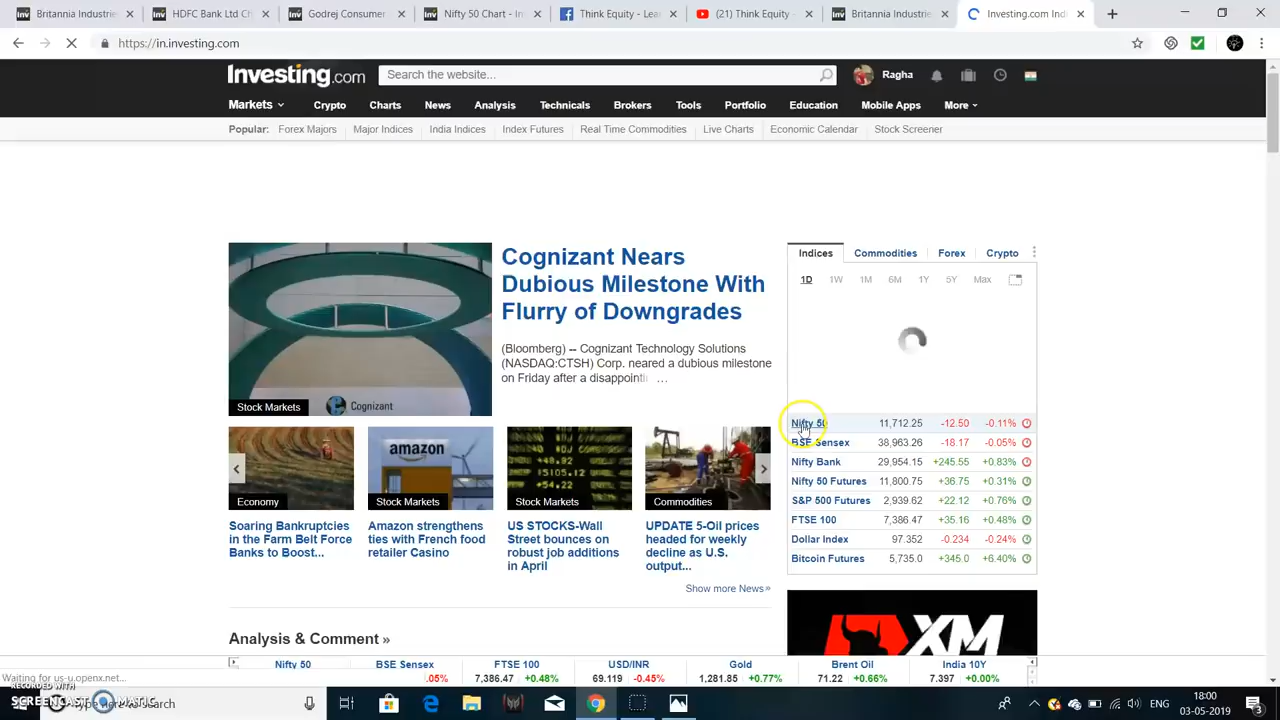 Britannia Industrie
HDFC Bank Ltd Ch
Godrej Consumer
Nifty 50 Chart - In
Think Equity - Lea
(21) Think Equity -
Britannia Industrie
Investing.com Ind
https://in.investing.com
Investing.com
Search the website...
Ragha
Markets
Crypto
Charts
News
Analysis
Technicals
Brokers
Tools
Portfolio
Education
Mobile Apps
More
Popular:
Forex Majors
Major Indices
India Indices
Index Futures
Real Time Commodities
Live Charts
Economic Calendar
Stock Screener
Cognizant Nears
Dubious Milestone With
Flurry of Downgrades
(Bloomberg) -- Cognizant Technology Solutions
(NASDAQ:CTSH) Corp. neared a dubious milestone
on Friday after a disappointi ...
Stock Markets
Cognizant
Economy
amazon
Stock Markets
+48.92
$105.12
+54.22
Stock Markets
Commodities
Soaring Bankruptcies
in the Farm Belt Force
Banks to Boost...
Amazon strengthens
ties with French food
retailer Casino
US STOCKS-Wall
Street bounces on
robust job additions
in April
UPDATE 5-Oil prices
headed for weekly
decline as U.S.
output...
Show more News»
Analysis & Comment »
Indices
Commodities
Forex
Crypto
1D 1W 1M 6M 1Y 5Y Max
Nifty 50 11,712.25 -12.50 -0.11%
BSE Sensex 38,963.26 -18.17 -0.05%
Nifty Bank 29,954.15 +245.55 +0.83%
Nifty 50 Futures 11,800.75 +36.75 +0.31%
S&P 500 Futures 2,939.62 +22.12 +0.76%
FTSE 100 7,386.47 +35.16 +0.48%
Dollar Index 97.352 -0.234 -0.24%
Bitcoin Futures 5,735.0 +345.0 +6.40%
XM
Nifty 50
BSE Sensex
FTSE 100
USD/INR
Gold
Brent Oil
India 10Y
.05%
7,386.47 +0.48%
69.119 -0.45%
1,281.85 +0.77%
71.22 +0.66%
7.397 +0.00%
Waiting for us-u.openx.net...
RECORDED WITH
SCREENCAST MATIC
Search
ENG
18:00
03-05-2019
3